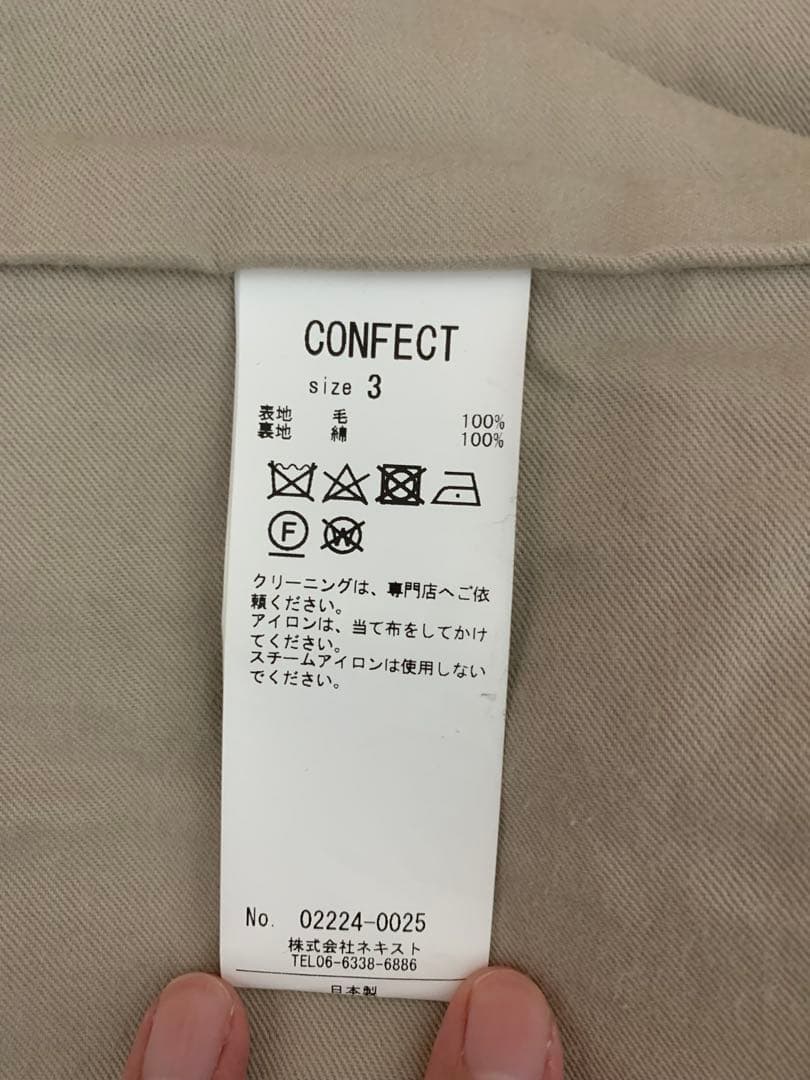 CONFECT
size 3
表地 毛 100%
裏地 綿 100%
F W
クリーニングは、専門店へご依
頼ください。
アイロンは、当て布をしてかけ
てください。
スチームアイロンは使用しない
でください。
No. 02224-0025
株式会社ネキスト
TEL06-6338-6886
日本製